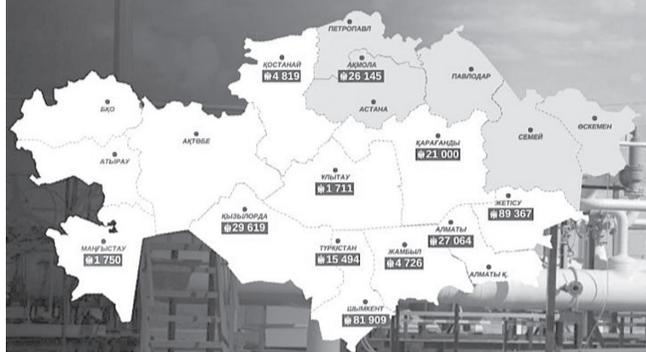 ПЕТРОПАВЛ
ҚОСТАНАЙ
4 819
АҚМОЛА
26 145
ПАВЛОДАР
АСТАНА
БҚО
ӨСКЕМЕН
СЕМЕЙ
АҚТӨБЕ
ҚАРАҒАНДЫ
21 000
АТЫРАУ
ҰЛЫТАУ
1 711
ЖЕТІСУ
89 367
ҚЫЗЫЛОРДА
29 619
АЛМАТЫ
27 064
МАҢҒЫСТАУ
1 750
ТҮРКІСТАН
15 494
ЖАМБЫЛ
4 726
АЛМАТЫ Қ.
ШЫМКЕНТ
81 909